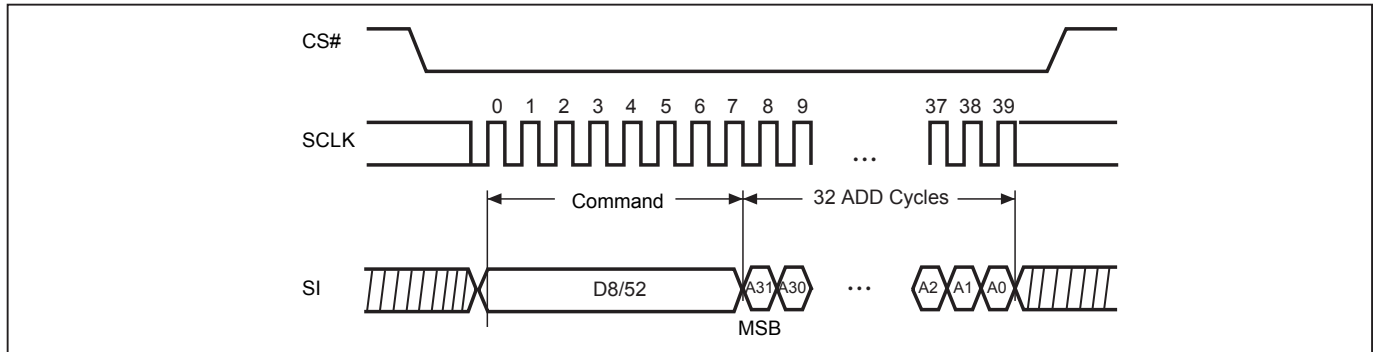 CS#
0 1 2 3 4 5 6 7 8 9 37 38 39
SCLK
...
Command
32 ADD Cycles
SI
D8/52
A31 A30
...
A2 A1 A0
MSB